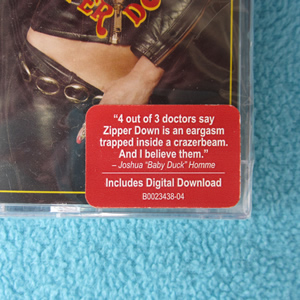 "4 out of 3 doctors say
Zipper Down is an eargasm
trapped inside a crazerbeam.
And I believe them."
– Joshua "Baby Duck" Homme
Includes Digital Download
B0023438-04